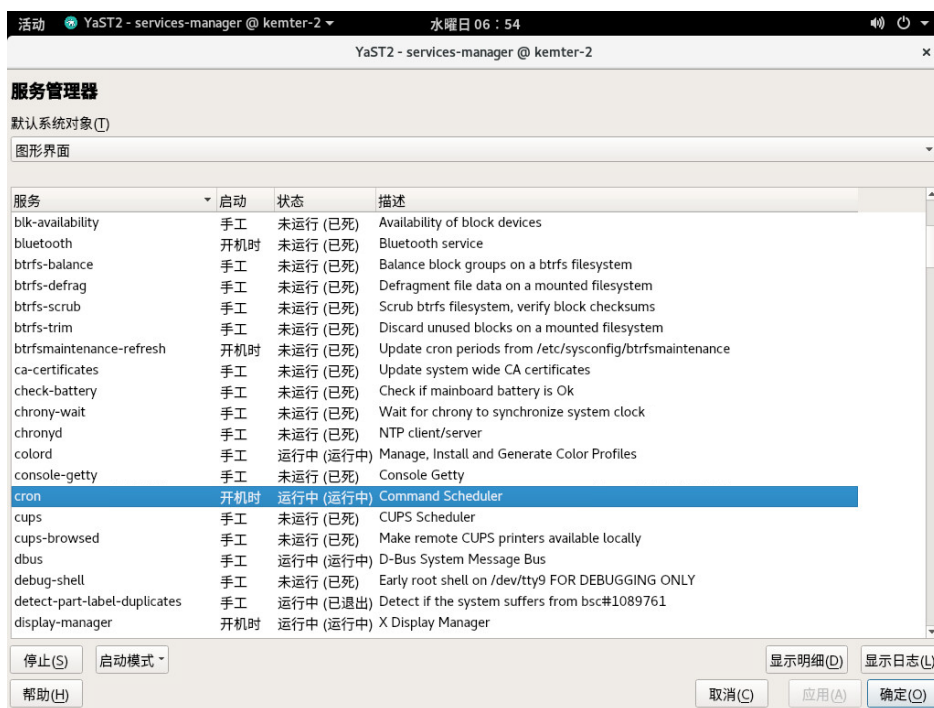 活动 YaST2 - services-manager @ kemter-2 水曜日 06：54
YaST2 - services-manager @ kemter-2 ×
服务管理器
默认系统对象(T)
图形界面
服务 启动 状态 描述
blk-availability 手工 未运行 (已死) Availability of block devices
bluetooth 开机时 未运行 (已死) Bluetooth service
btrfs-balance 手工 未运行 (已死) Balance block groups on a btrfs filesystem
btrfs-defrag 手工 未运行 (已死) Defragment file data on a mounted filesystem
btrfs-scrub 手工 未运行 (已死) Scrub btrfs filesystem, verify block checksums
btrfs-trim 手工 未运行 (已死) Discard unused blocks on a mounted filesystem
btrfsmaintenance-refresh 开机时 未运行 (已死) Update cron periods from /etc/sysconfig/btrfsmaintenance
ca-certificates 手工 未运行 (已死) Update system wide CA certificates
check-battery 手工 未运行 (已死) Check if mainboard battery is Ok
chrony-wait 手工 未运行 (已死) Wait for chrony to synchronize system clock
chronyd 手工 未运行 (已死) NTP client/server
colord 手工 运行中 (运行中) Manage, Install and Generate Color Profiles
console-getty 手工 未运行 (已死) Console Getty
cron 开机时 运行中 (运行中) Command Scheduler
cups 手工 未运行 (已死) CUPS Scheduler
cups-browsed 手工 未运行 (已死) Make remote CUPS printers available locally
dbus 手工 运行中 (运行中) D-Bus System Message Bus
debug-shell 手工 未运行 (已死) Early root shell on /dev/tty9 FOR DEBUGGING ONLY
detect-part-label-duplicates 手工 运行中 (已退出) Detect if the system suffers from bsc#1089761
display-manager 开机时 运行中 (运行中) X Display Manager
停止(S) 启动模式 显示明细(D) 显示日志(L)
帮助(H) 取消(C) 应用(A) 确定(O)